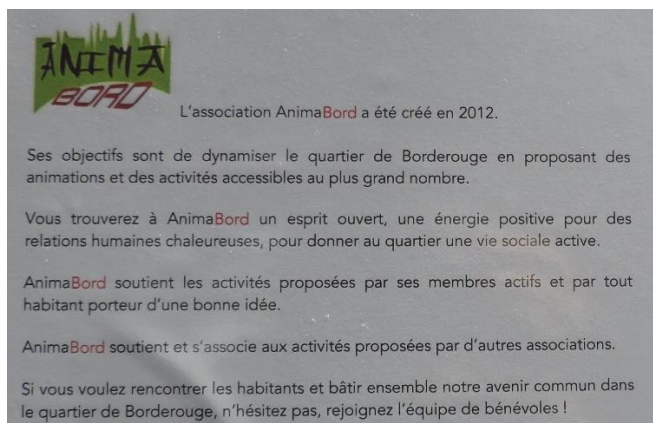 ANIMA
BORD
L'association AnimaBord a été créé en 2012.
Ses objectifs sont de dynamiser le quartier de Borderouge en proposant des
animations et des activités accessibles au plus grand nombre.
Vous trouverez à AnimaBord un esprit ouvert, une énergie positive pour des
relations humaines chaleureuses, pour donner au quartier une vie sociale active.
AnimaBord soutient les activités proposées par ses membres actifs et par tout
habitant porteur d'une bonne idée.
AnimaBord soutient et s'associe aux activités proposées par d'autres associations.
Si vous voulez rencontrer les habitants et bâtir ensemble notre avenir commun dans
le quartier de Borderouge, n'hésitez pas, rejoignez l'équipe de bénévoles !